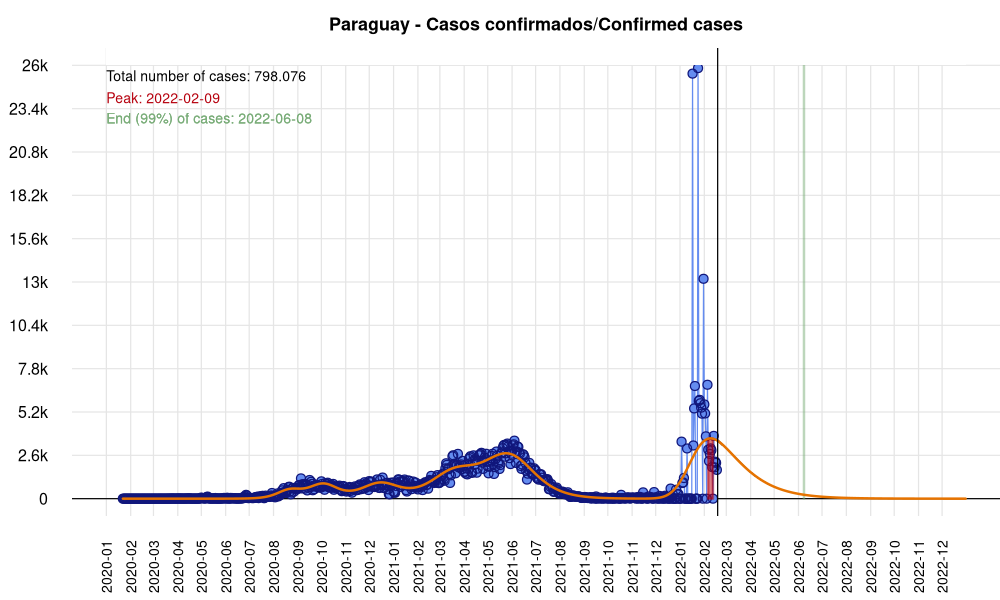 Paraguay - Casos confirmados/Confirmed cases
Total number of cases: 798.076
Peak: 2022-02-09
End (99%) of cases: 2022-06-08
26k
23.4k
20.8k
18.2k
15.6k
13k
10.4k
7.8k
5.2k
2.6k
0
2020-01
2020-02
2020-03
2020-04
2020-05
2020-06
2020-07
2020-08
2020-09
2020-10
2020-11
2020-12
2021-01
2021-02
2021-03
2021-04
2021-05
2021-06
2021-07
2021-08
2021-09
2021-10
2021-11
2021-12
2022-01
2022-02
2022-03
2022-04
2022-05
2022-06
2022-07
2022-08
2022-09
2022-10
2022-11
2022-12